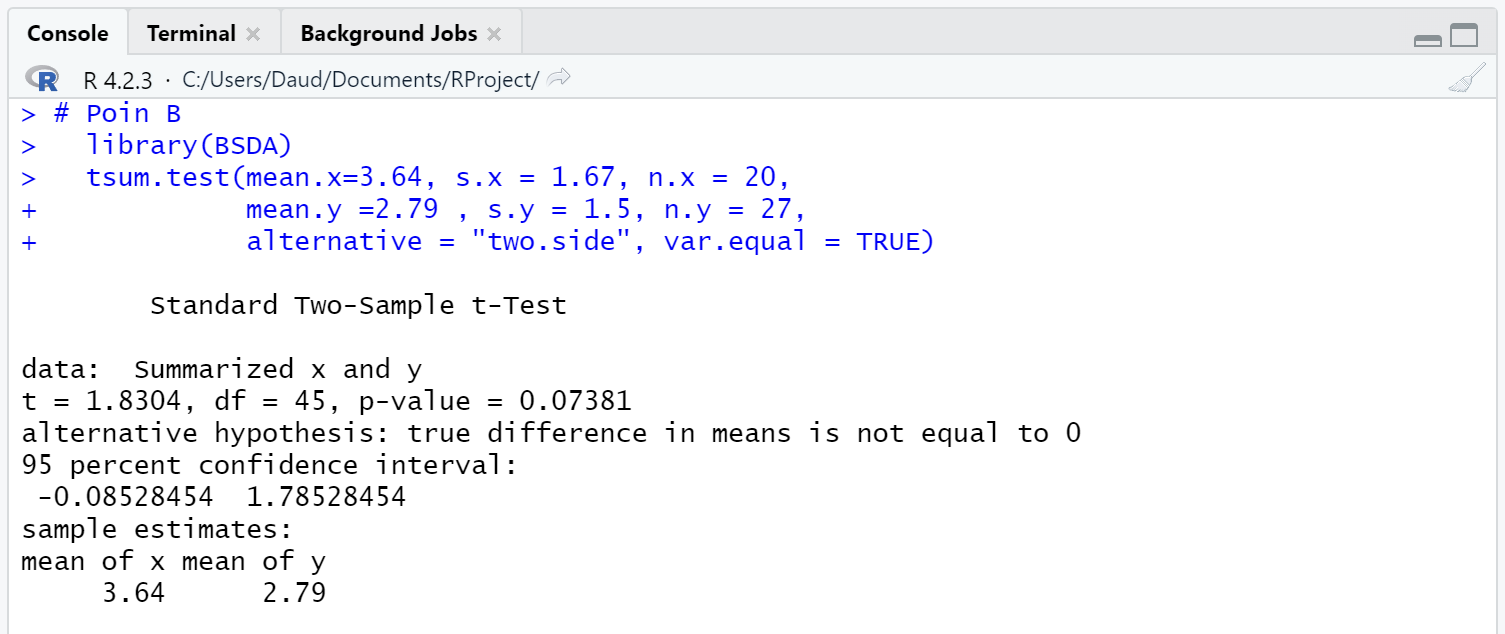 Console Terminal Background Jobs
R R 4.2.3 · C:/Users/Daud/Documents/RProject/
> # Poin B
>   library(BSDA)
>   tsum.test(mean.x=3.64, s.x = 1.67, n.x = 20,
+             mean.y =2.79 , s.y = 1.5, n.y = 27,
+             alternative = "two.side", var.equal = TRUE)
        Standard Two-Sample t-Test
data:  Summarized x and y
t = 1.8304, df = 45, p-value = 0.07381
alternative hypothesis: true difference in means is not equal to 0
95 percent confidence interval:
 -0.08528454  1.78528454
sample estimates:
mean of x mean of y
     3.64      2.79